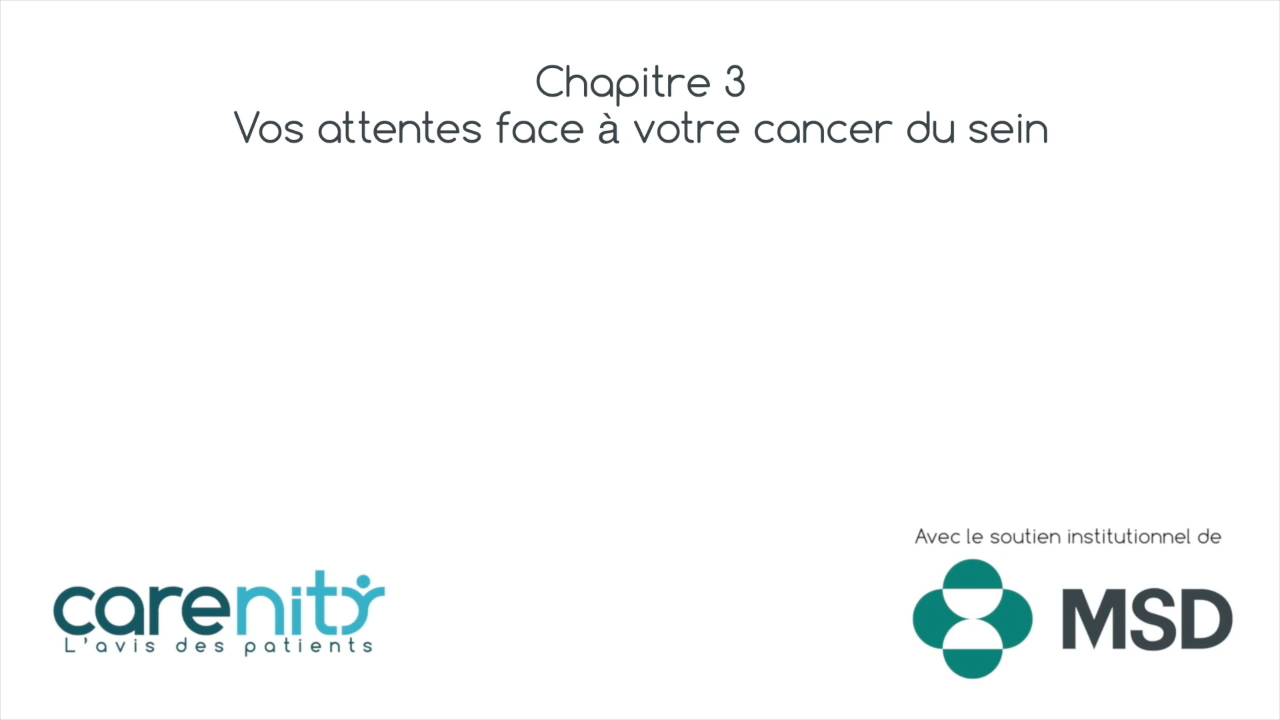 Chapitre 3
Vos attentes face à votre cancer du sein
Avec le soutien institutionnel de
carenity
L'avis des patients
MSD